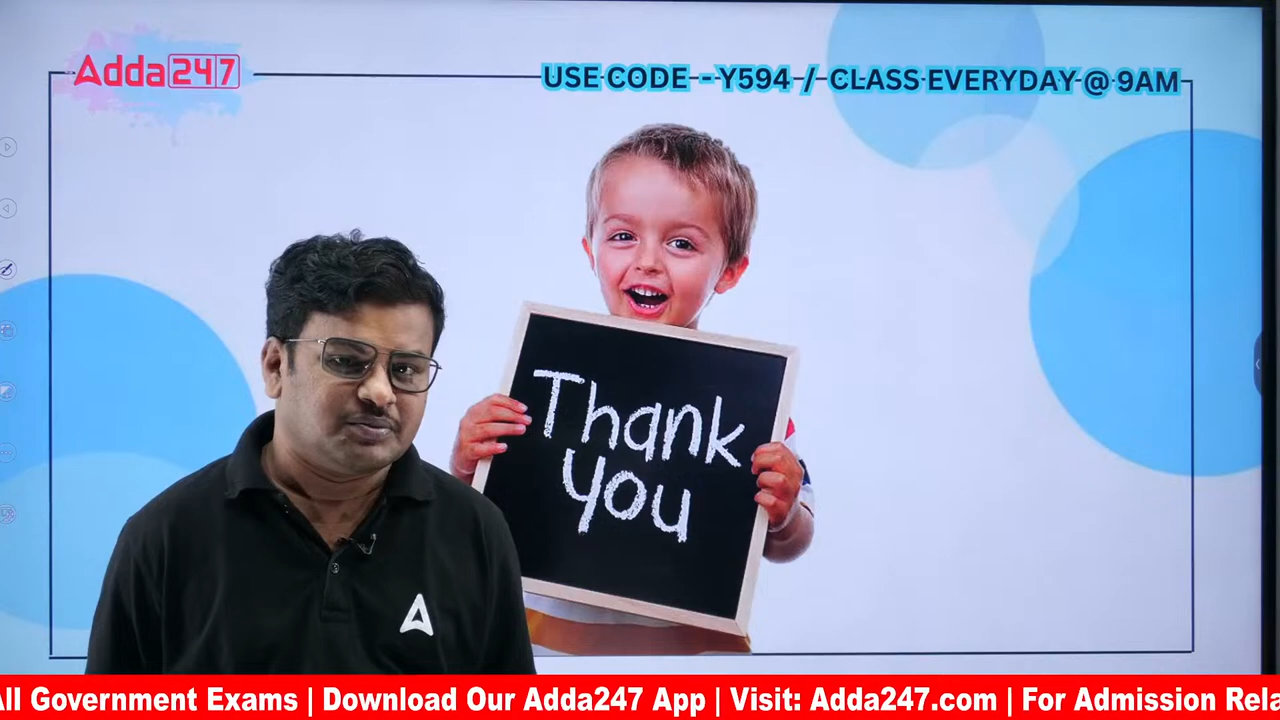 Adda247
USE CODE - Y594 / CLASS EVERYDAY @ 9AM
Thank
you
All Government Exams | Download Our Adda247 App | Visit: Adda247.com | For Admission Rela